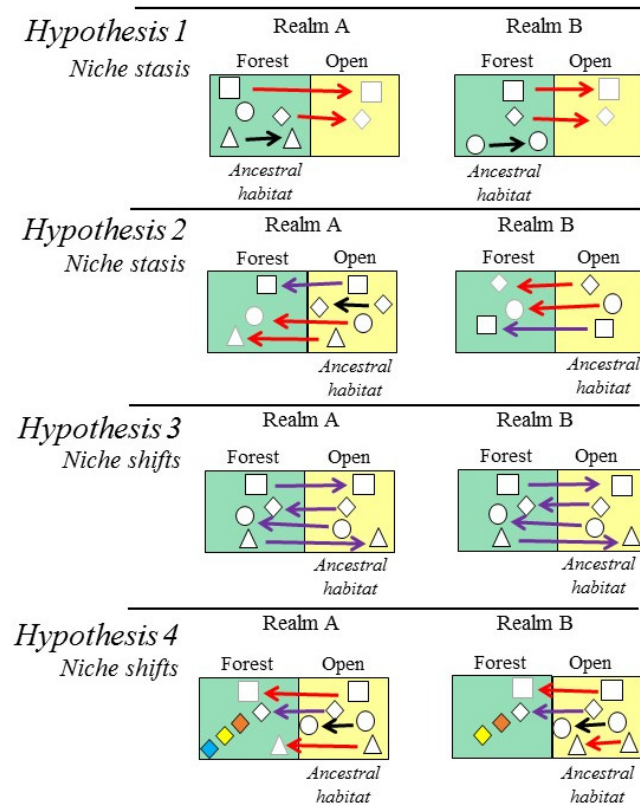 Hypothesis 1
Niche stasis
Realm A Realm B
Forest Open Forest Open
Ancestral Ancestral
habitat habitat
Hypothesis 2
Niche stasis
Realm A Realm B
Forest Open Forest Open
Ancestral Ancestral
habitat habitat
Hypothesis 3
Niche shifts
Realm A Realm B
Forest Open Forest Open
Ancestral Ancestral
habitat habitat
Hypothesis 4
Niche shifts
Realm A Realm B
Forest Open Forest Open
Ancestral Ancestral
habitat habitat